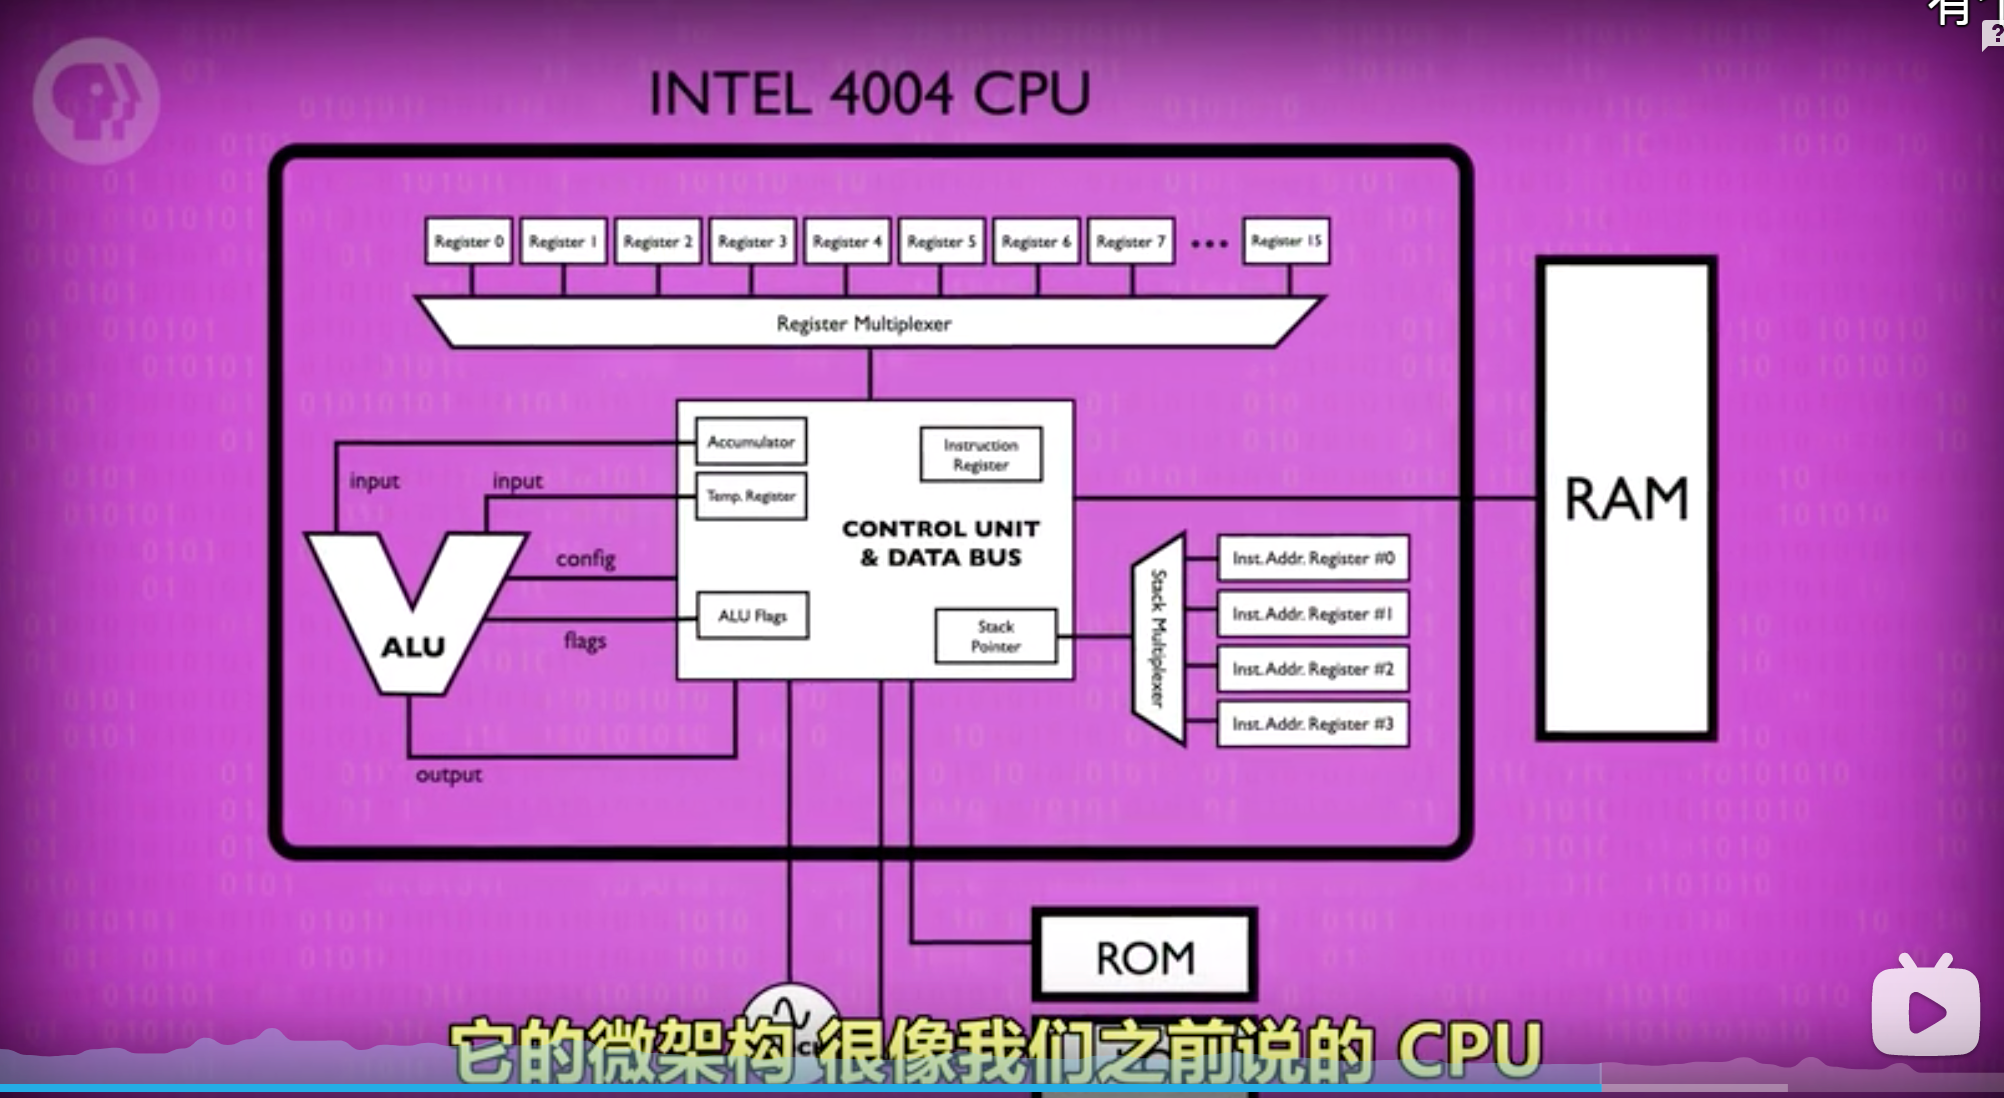 INTEL 4004 CPU
Register 0
Register 1
Register 2
Register 3
Register 4
Register 5
Register 6
Register 7
...
Register 15
Register Multiplexer
Accumulator
Instruction
Register
input
input
Temp. Register
RAM
CONTROL UNIT
& DATA BUS
config
Inst. Addr. Register #0
Stack Multiplexer
ALU Flags
Inst. Addr. Register #1
flags
ALU
Stack
Pointer
Inst. Addr. Register #2
Inst. Addr. Register #3
output
ROM
它的微架构 很像我们之前说的 CPU